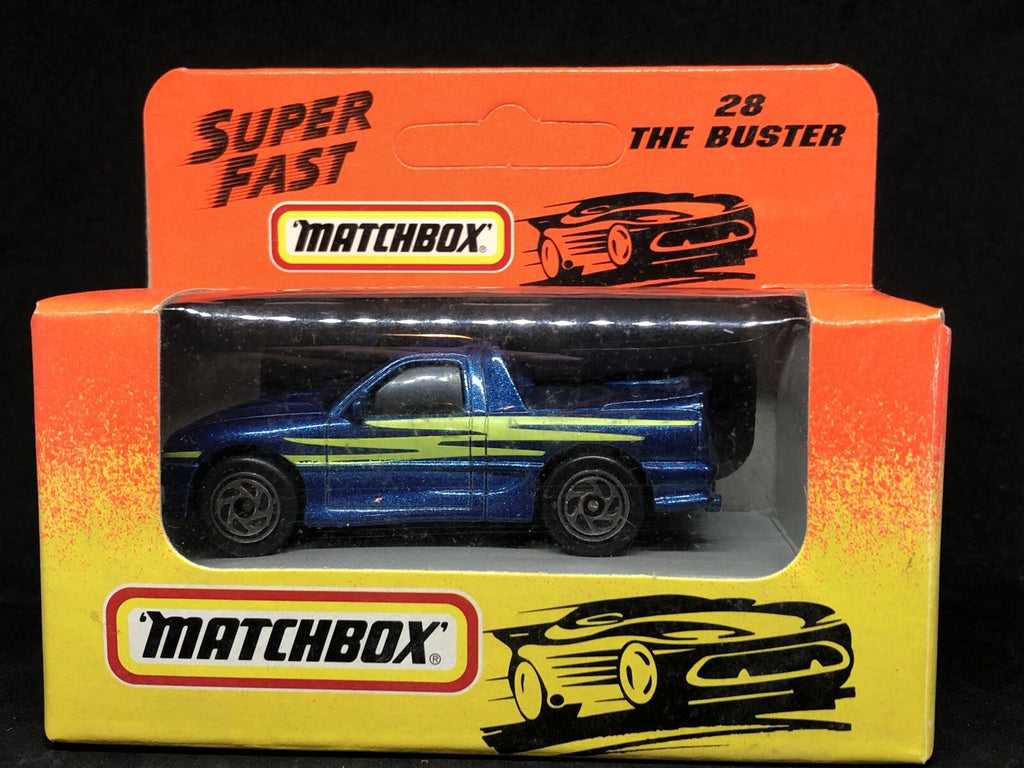 SUPER
FAST
28
THE BUSTER
'MATCHBOX'®
'MATCHBOX'®